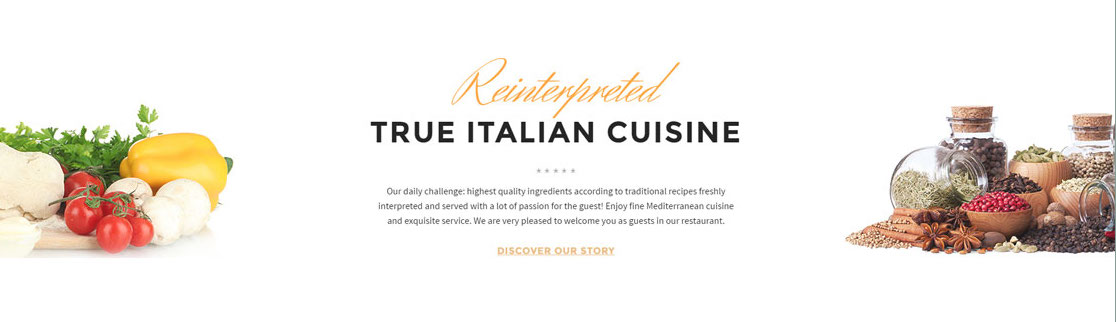 Reinterpreted
TRUE ITALIAN CUISINE
★★★★★
Our daily challenge: highest quality ingredients according to traditional recipes freshly
interpreted and served with a lot of passion for the guest! Enjoy fine Mediterranean cuisine
and exquisite service. We are very pleased to welcome you as guests in our restaurant.
DISCOVER OUR STORY